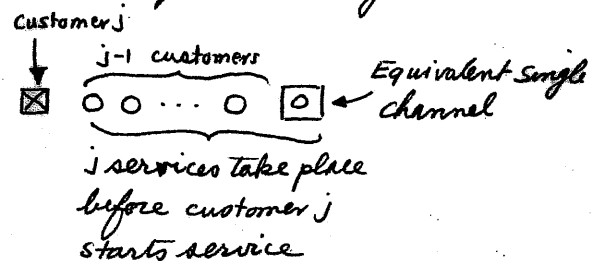 Customer j
j-1 customers
Equivalent single
channel
j services take place
before customer j
starts service